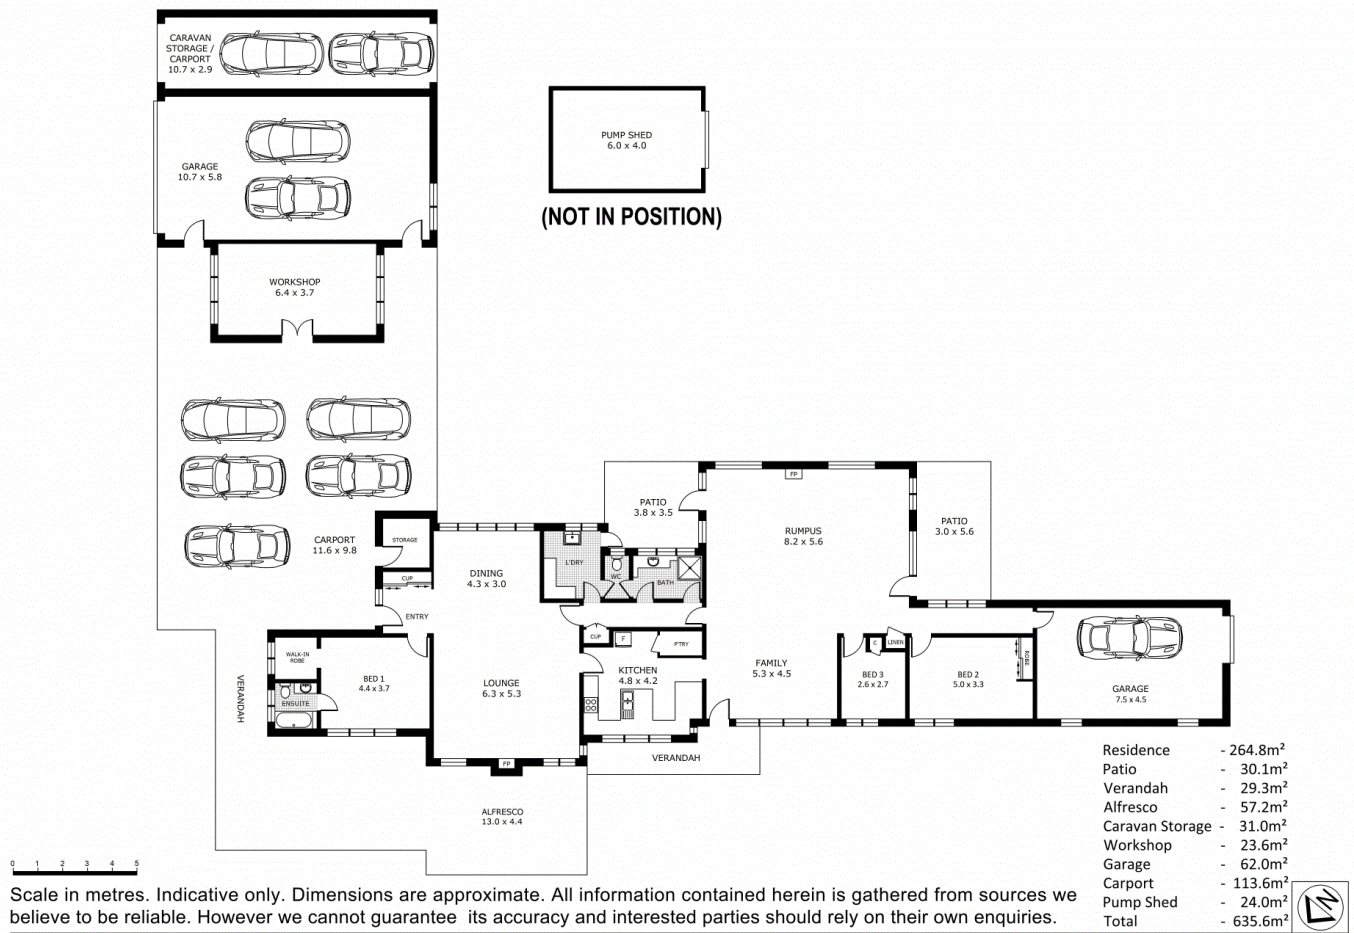 CARAVAN
STORAGE /
CARPORT
10.7 x 2.9
GARAGE
10.7 x 5.8
PUMP SHED
6.0 x 4.0
(NOT IN POSITION)
WORKSHOP
6.4 x 3.7
CARPORT
11.6 x 9.8
STORAGE
CUP
ENTRY
DINING
4.3 x 3.0
L'DRY
WC
BATH
PATIO
3.8 x 3.5
FP
RUMPUS
8.2 x 5.6
PATIO
3.0 x 5.6
WALK-IN
ROBE
ENSUITE
BED 1
4.4 x 3.7
VERANDAH
LOUNGE
6.3 x 5.3
FP
CUP
F
P'TRY
KITCHEN
4.8 x 4.2
FAMILY
5.3 x 4.5
C
LINEN
BED 3
2.6 x 2.7
BED 2
5.0 x 3.3
ROBE
GARAGE
7.5 x 4.5
VERANDAH
ALFRESCO
13.0 x 4.4
Residence - 264.8m²
Patio - 30.1m²
Verandah - 29.3m²
Alfresco - 57.2m²
Caravan Storage - 31.0m²
Workshop - 23.6m²
Garage - 62.0m²
Carport - 113.6m²
Pump Shed - 24.0m²
Total - 635.6m²
0 1 2 3 4 5
Scale in metres. Indicative only. Dimensions are approximate. All information contained herein is gathered from sources we
believe to be reliable. However we cannot guarantee its accuracy and interested parties should rely on their own enquiries.
N